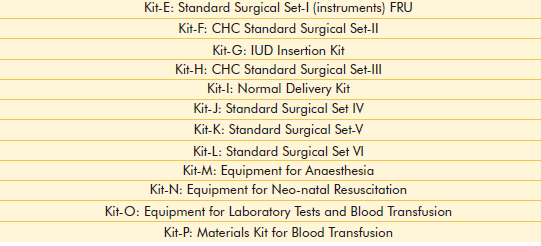 Kit-E: Standard Surgical Set-I (instruments) FRU
Kit-F: CHC Standard Surgical Set-II
Kit-G: IUD Insertion Kit
Kit-H: CHC Standard Surgical Set-III
Kit-I: Normal Delivery Kit
Kit-J: Standard Surgical Set IV
Kit-K: Standard Surgical Set-V
Kit-L: Standard Surgical Set VI
Kit-M: Equipment for Anaesthesia
Kit-N: Equipment for Neo-natal Resuscitation
Kit-O: Equipment for Laboratory Tests and Blood Transfusion
Kit-P: Materials Kit for Blood Transfusion